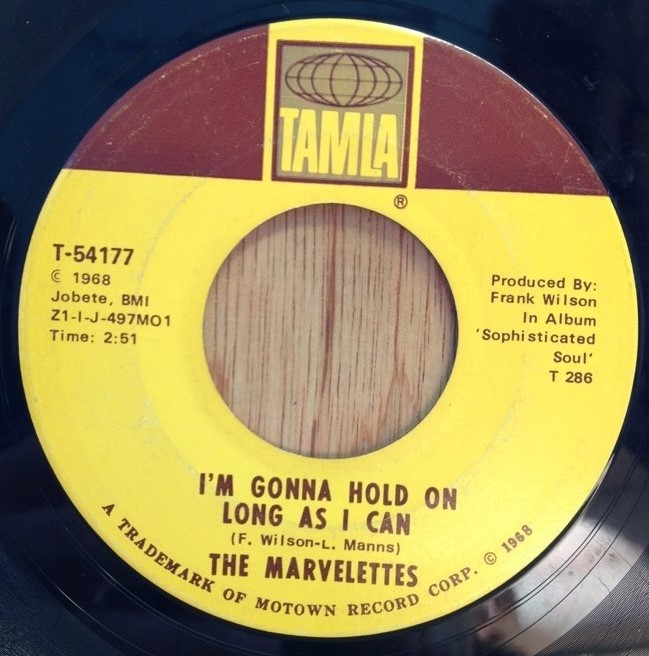 TAMLA
®
T-54177
© 1968
Jobete, BMI
Z1-I-J-497MO1
Time: 2:51
Produced By:
Frank Wilson
In Album
'Sophisticated
Soul'
T 286
I'M GONNA HOLD ON
LONG AS I CAN
(F. Wilson-L. Manns)
THE MARVELETTES
A TRADEMARK OF MOTOWN RECORD CORP. © 1968